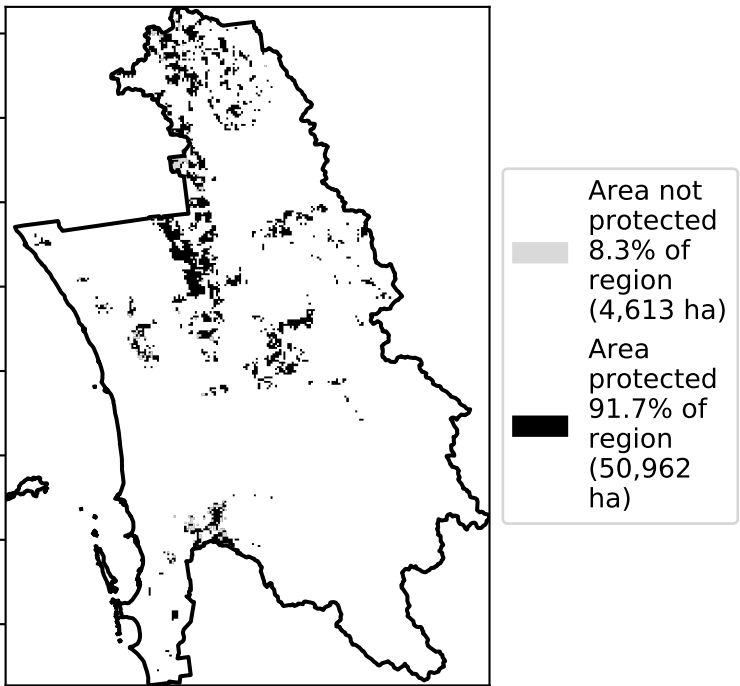 Area not
protected
8.3% of
region
(4,613 ha)
Area
protected
91.7% of
region
(50,962
ha)